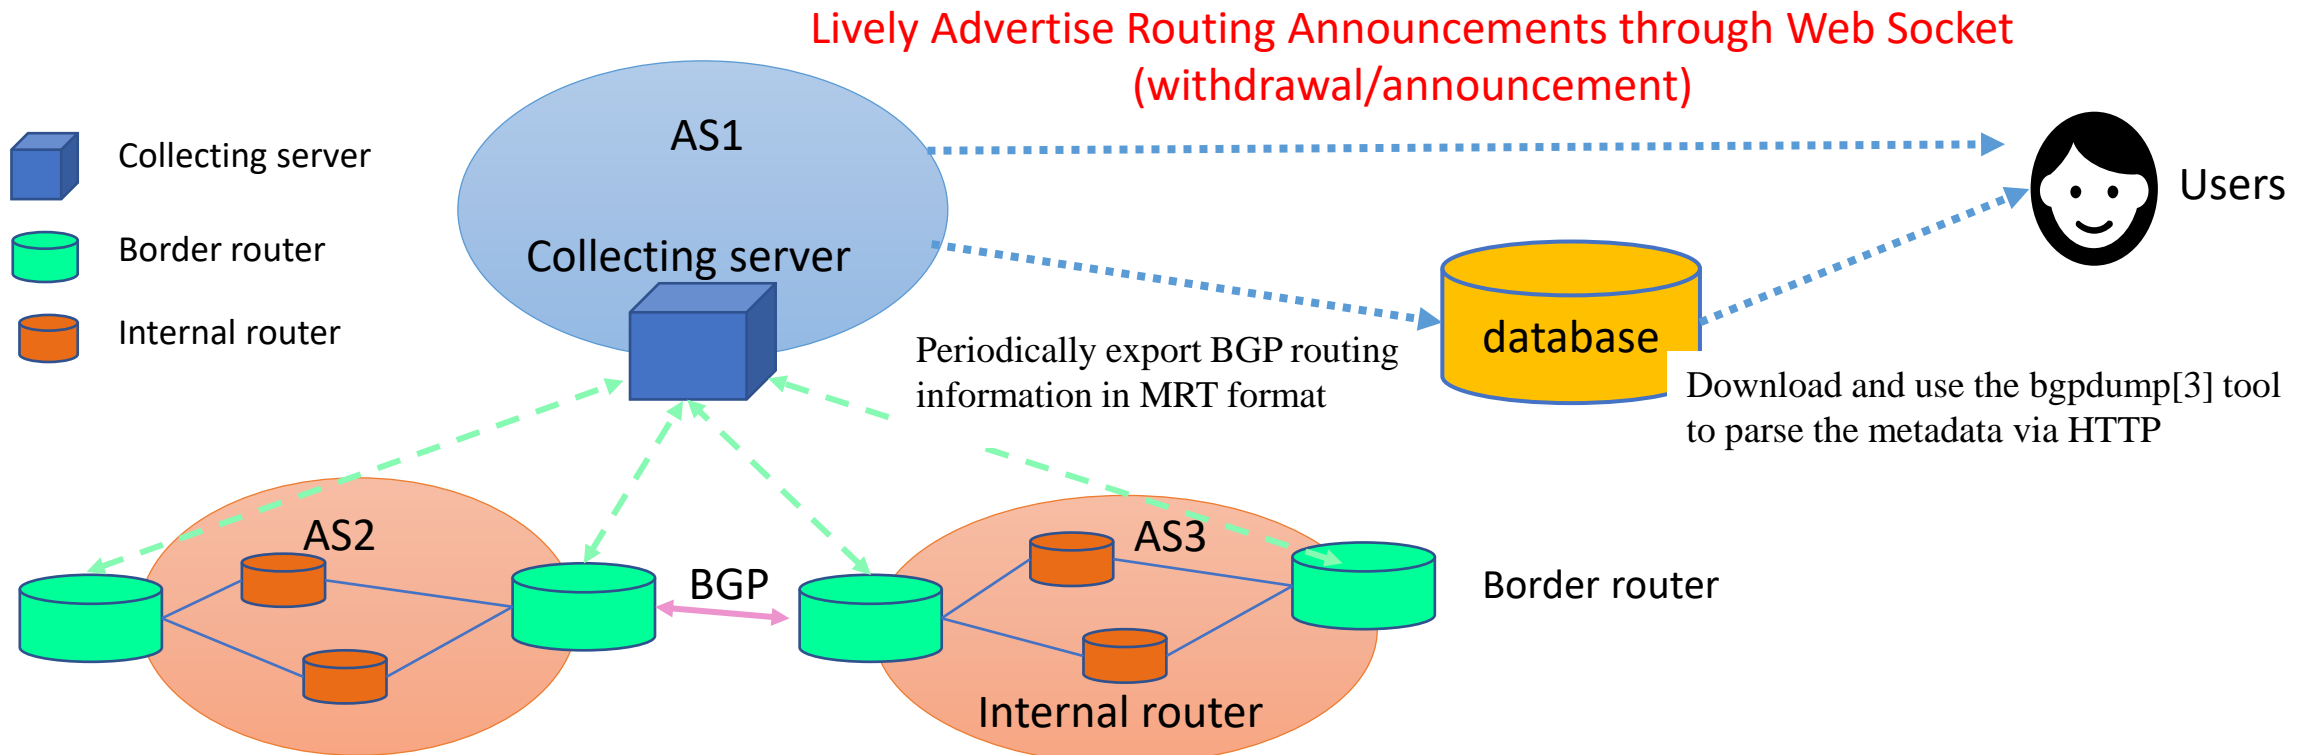 Lively Advertise Routing Announcements through Web Socket
(withdrawal/announcement)
AS1
Collecting server
Users
Border router
Collecting server
Internal router
database
Periodically export BGP routing
information in MRT format
Download and use the bgpdump[3] tool
to parse the metadata via HTTP
AS2
AS3
BGP
Border router
Internal router